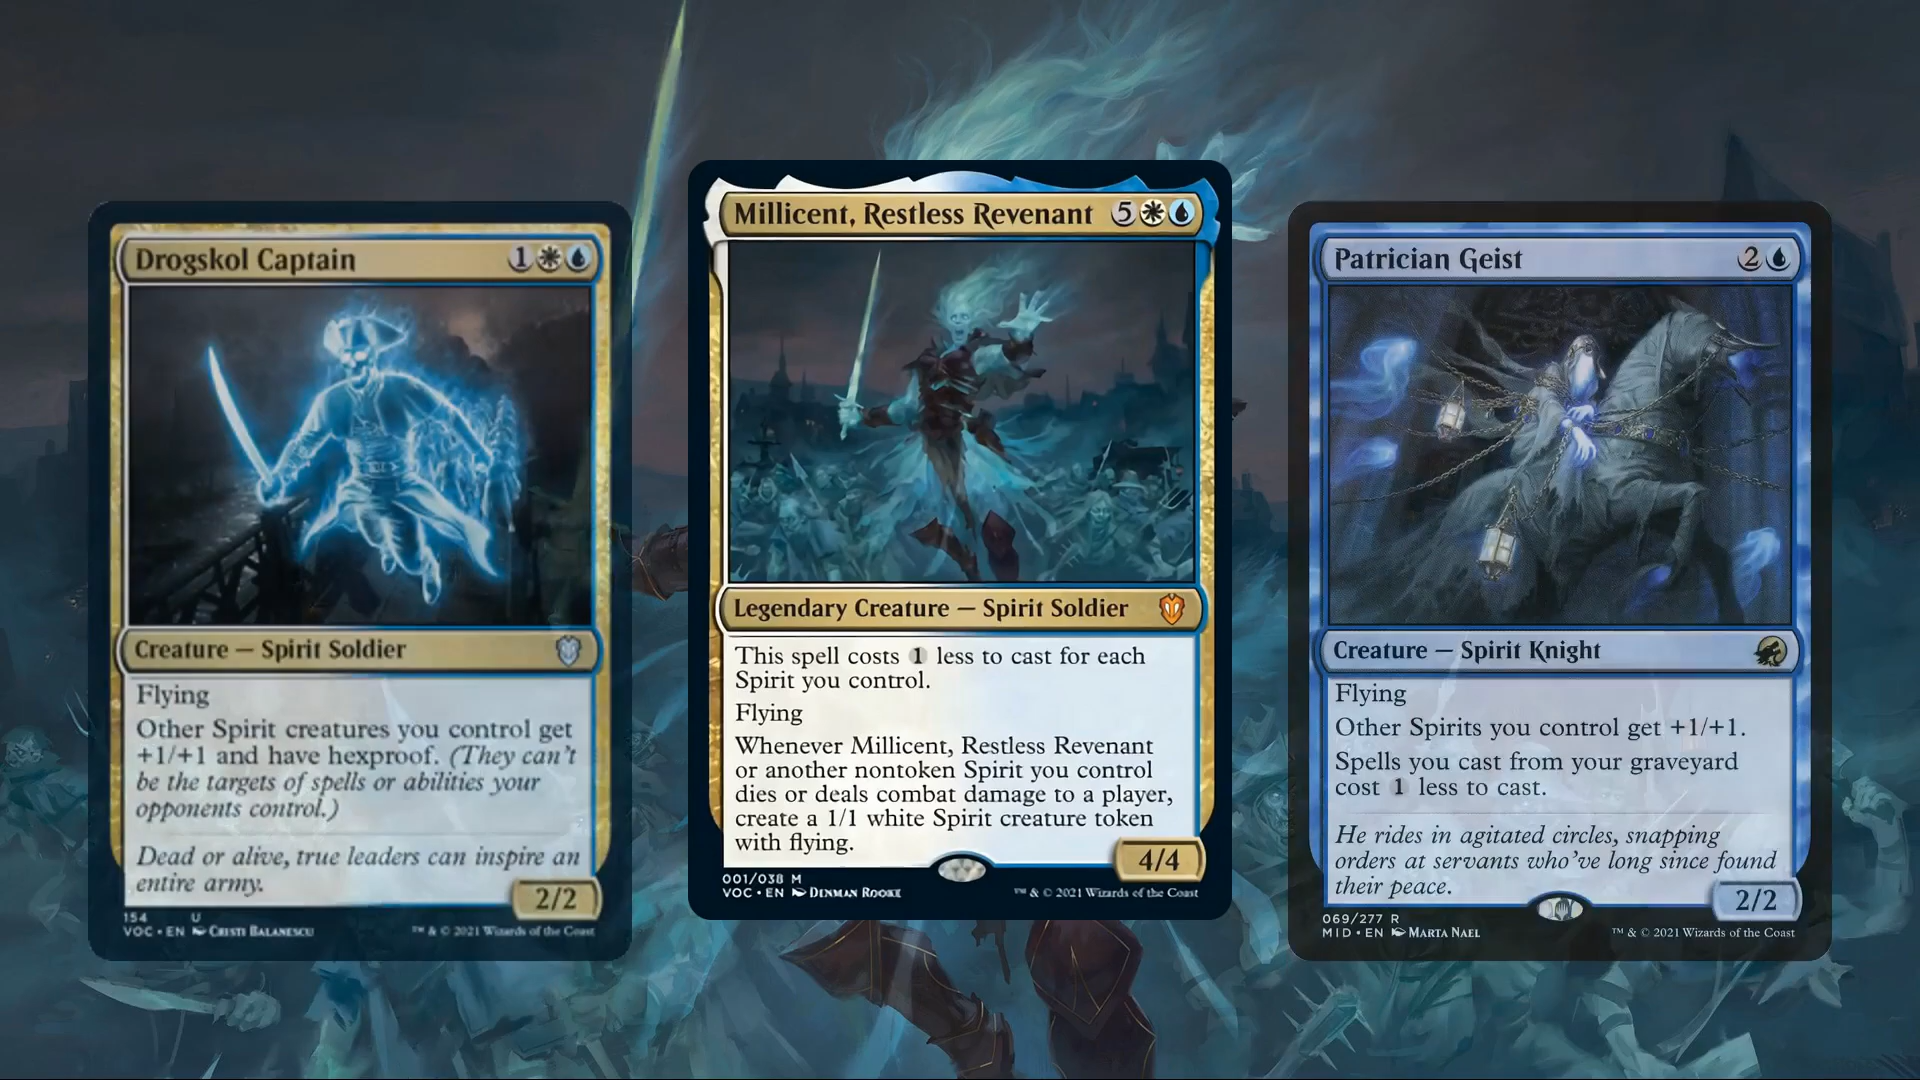 Drogskol Captain 1
Creature — Spirit Soldier
Flying
Other Spirit creatures you control get
+1/+1 and have hexproof. (They can't
be the targets of spells or abilities your
opponents control.)
Dead or alive, true leaders can inspire an
entire army.
2/2
154 U
VOC • EN Cristi Balanescu
™ & © 2021 Wizards of the Coast
Millicent, Restless Revenant 5
Legendary Creature — Spirit Soldier
This spell costs 1 less to cast for each
Spirit you control.
Flying
Whenever Millicent, Restless Revenant
or another nontoken Spirit you control
dies or deals combat damage to a player,
create a 1/1 white Spirit creature token
with flying.
4/4
001/038 M
VOC • EN Denman Rooke
™ & © 2021 Wizards of the Coast
Patrician Geist 2
Creature — Spirit Knight
Flying
Other Spirits you control get +1/+1.
Spells you cast from your graveyard
cost 1 less to cast.
He rides in agitated circles, snapping
orders at servants who've long since found
their peace.
2/2
069/277 R
MID • EN Marta Nael
™ & © 2021 Wizards of the Coast